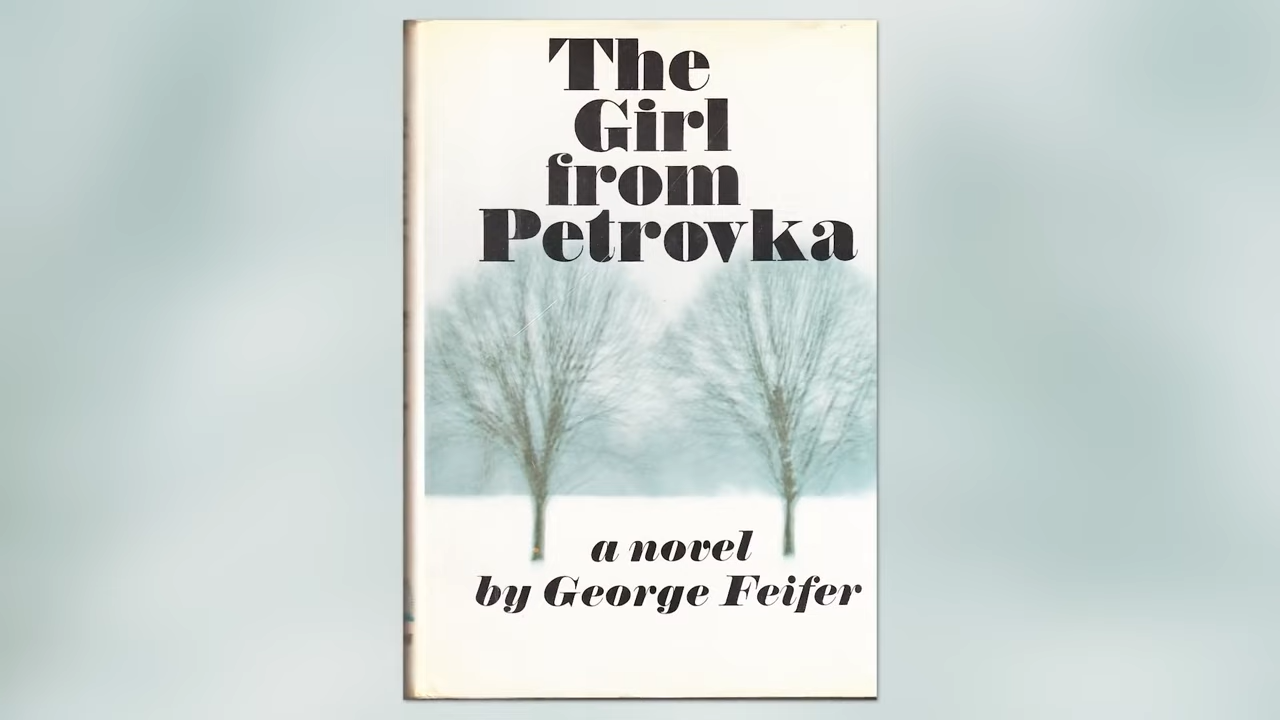 The
Girl
from
Petrovka
a novel
by George Feifer